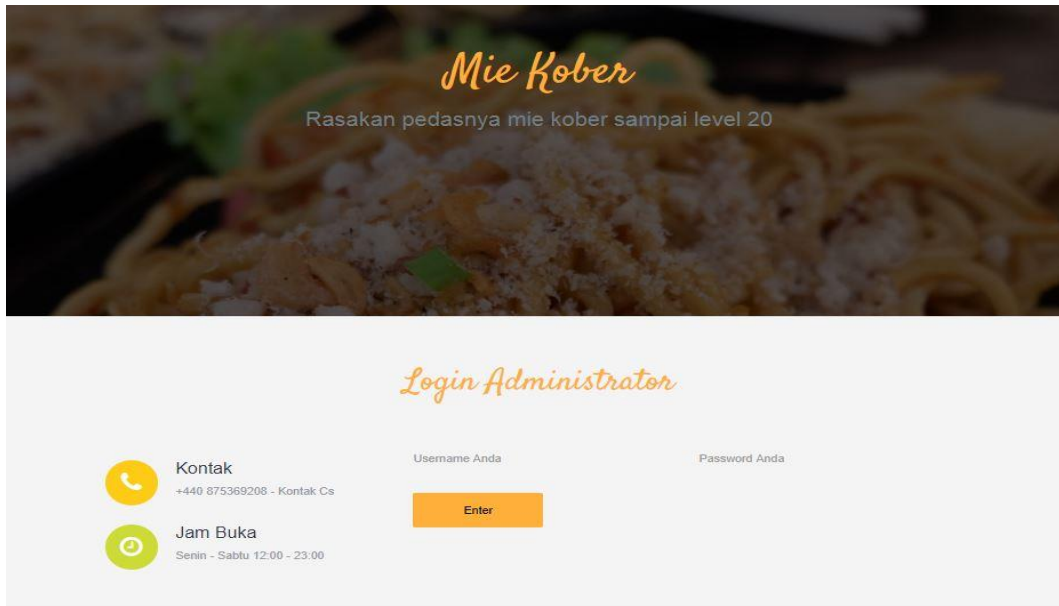 Mie Kober
Rasakan pedasnya mie kober sampai level 20
Login Administrator
Kontak
+440 875369208 - Kontak Cs
Jam Buka
Senin - Sabtu 12:00 - 23:00
Username Anda
Password Anda
Enter